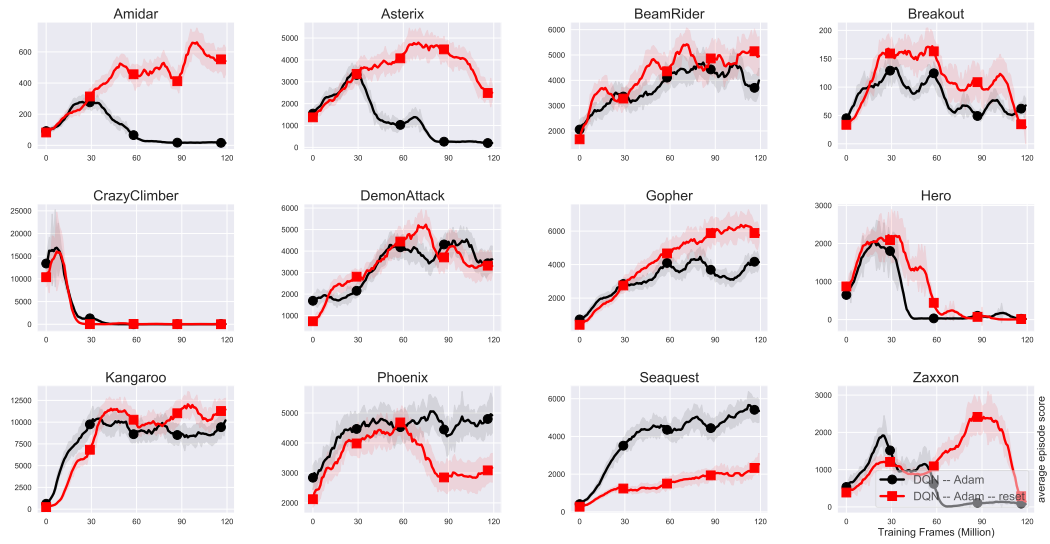 Amidar
600
400
200
0
0 30 60 90 120
Asterix
5000
4000
3000
2000
1000
0
0 30 60 90 120
BeamRider
6000
5000
4000
3000
2000
0 30 60 90 120
Breakout
200
150
100
50
0
0 30 60 90 120
CrazyClimber
25000
20000
15000
10000
5000
0
0 30 60 90 120
DemonAttack
6000
5000
4000
3000
2000
1000
0 30 60 90 120
Gopher
6000
4000
2000
0 30 60 90 120
Hero
3000
2000
1000
0
0 30 60 90 120
Kangaroo
12500
10000
7500
5000
2500
0
0 30 60 90 120
Phoenix
5000
4000
3000
2000
0 30 60 90 120
Seaquest
6000
4000
2000
0
0 30 60 90 120
Zaxxon
3000
2000
1000
0
DQN -- Adam
DQN -- Adam -- reset
0 30 60 90 120
Training Frames (Million)
average episode score